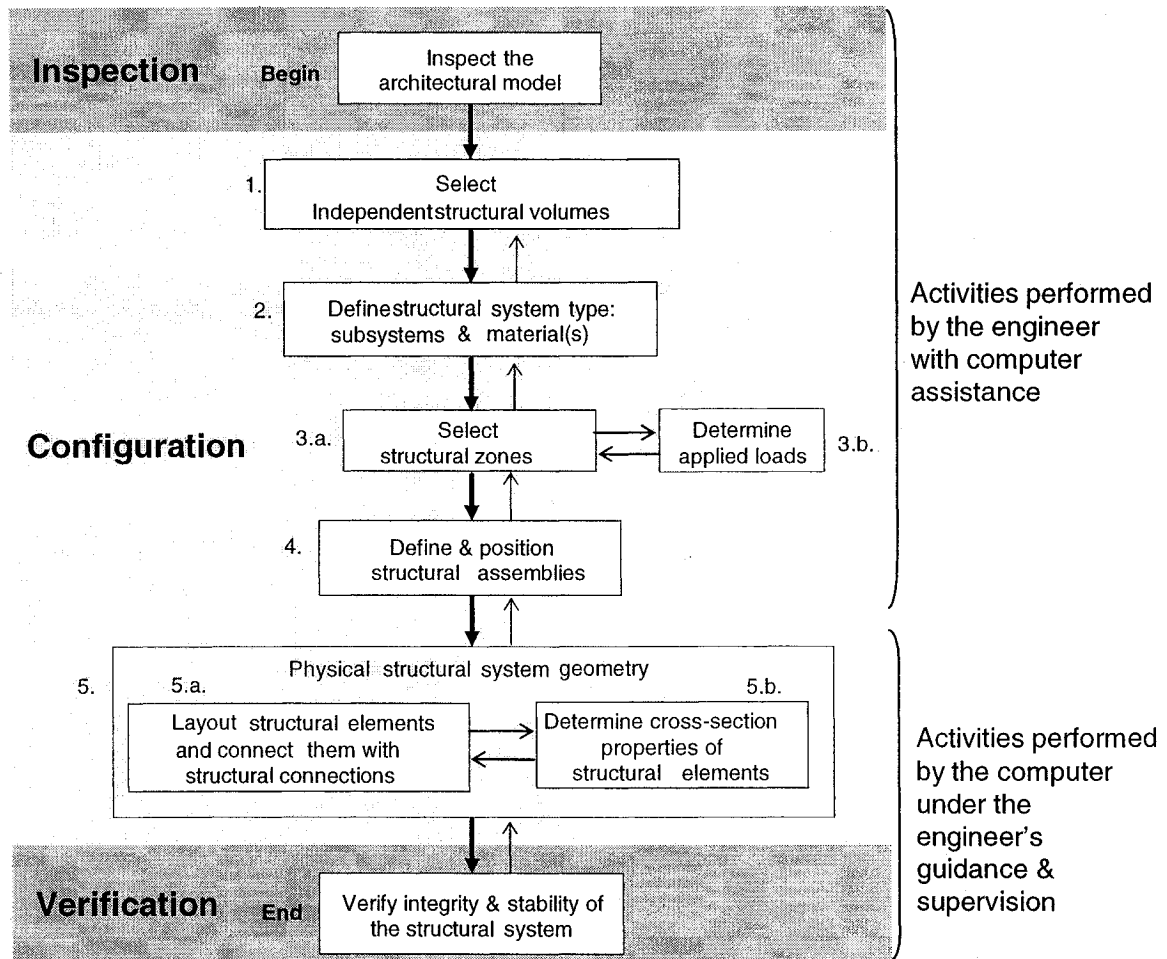 Inspection
Begin
Inspect the
architectural model
1.
Select
Independentstructural volumes
2.
Definestructural system type:
subsystems & material(s)
Configuration
3.a.
Select
structural zones
Determine
applied loads
3.b.
4.
Define & position
structural assemblies
Activities performed
by the engineer
with computer
assistance
Physical structural system geometry
5.
5.a.
Layout structural elements
and connect them with
structural connections
5.b.
Determine cross-section
properties of
structural elements
Activities performed
by the computer
under the
engineer's
guidance &
supervision
Verification
End
Verify integrity & stability of
the structural system